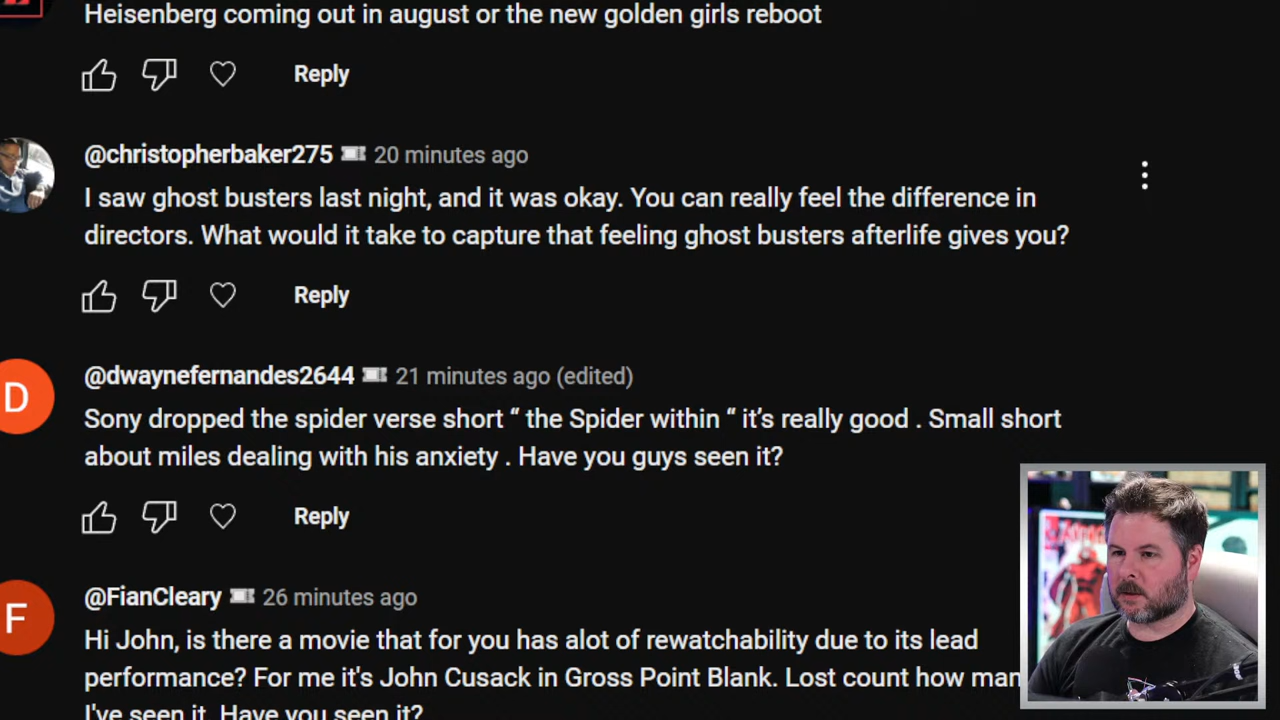 Heisenberg coming out in august or the new golden girls reboot
Reply
@christopherbaker275 20 minutes ago
I saw ghost busters last night, and it was okay. You can really feel the difference in
directors. What would it take to capture that feeling ghost busters afterlife gives you?
Reply
@dwaynefernandes2644 21 minutes ago (edited)
Sony dropped the spider verse short “ the Spider within “ it’s really good . Small short
about miles dealing with his anxiety . Have you guys seen it?
Reply
D
@FianCleary 26 minutes ago
Hi John, is there a movie that for you has alot of rewatchability due to its lead
performance? For me it's John Cusack in Gross Point Blank. Lost count how man
I've seen it. Have you seen it?
F